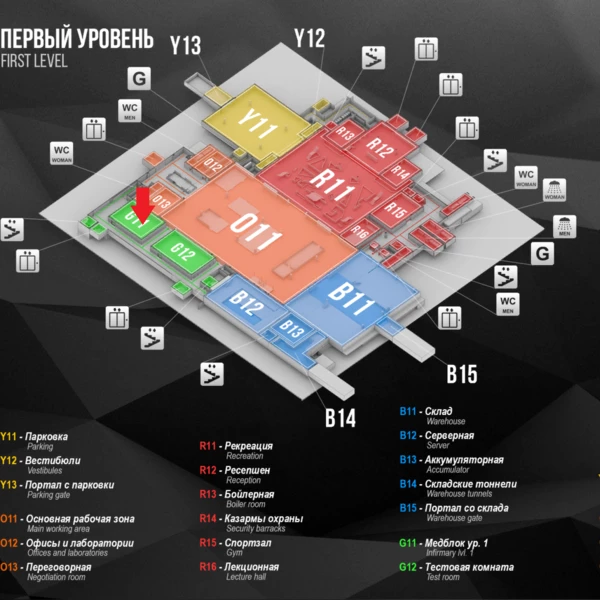 ПЕРВЫЙ УРОВЕНЬ
FIRST LEVEL
Y13
Y12
G
WC
MEN
WC
WOMAN
Y11
R13
R12
R14
R11
R15
R16
O12
O13
G11
G12
O11
B11
B12
B13
WC
WOMAN
WOMAN
MEN
G
WC
MEN
B15
B14
Y11 - Парковка
Parking
Y12 - Вестибюли
Vestibules
Y13 - Портал с парковки
Parking gate
O11 - Основная рабочая зона
Main working area
O12 - Офисы и лаборатории
Offices and laboratories
O13 - Переговорная
Negotiation room
R11 - Рекреация
Recreation
R12 - Ресепшен
Reception
R13 - Бойлерная
Boiler room
R14 - Казармы охраны
Security barracks
R15 - Спортзал
Gym
R16 - Лекционная
Lecture hall
B11 - Склад
Warehouse
B12 - Серверная
Server
B13 - Аккумуляторная
Accumulator
B14 - Складские тоннели
Warehouse tunnels
B15 - Портал со склада
Warehouse gate
G11 - Медблок ур. 1
Infirmary lvl. 1
G12 - Тестовая комната
Test room